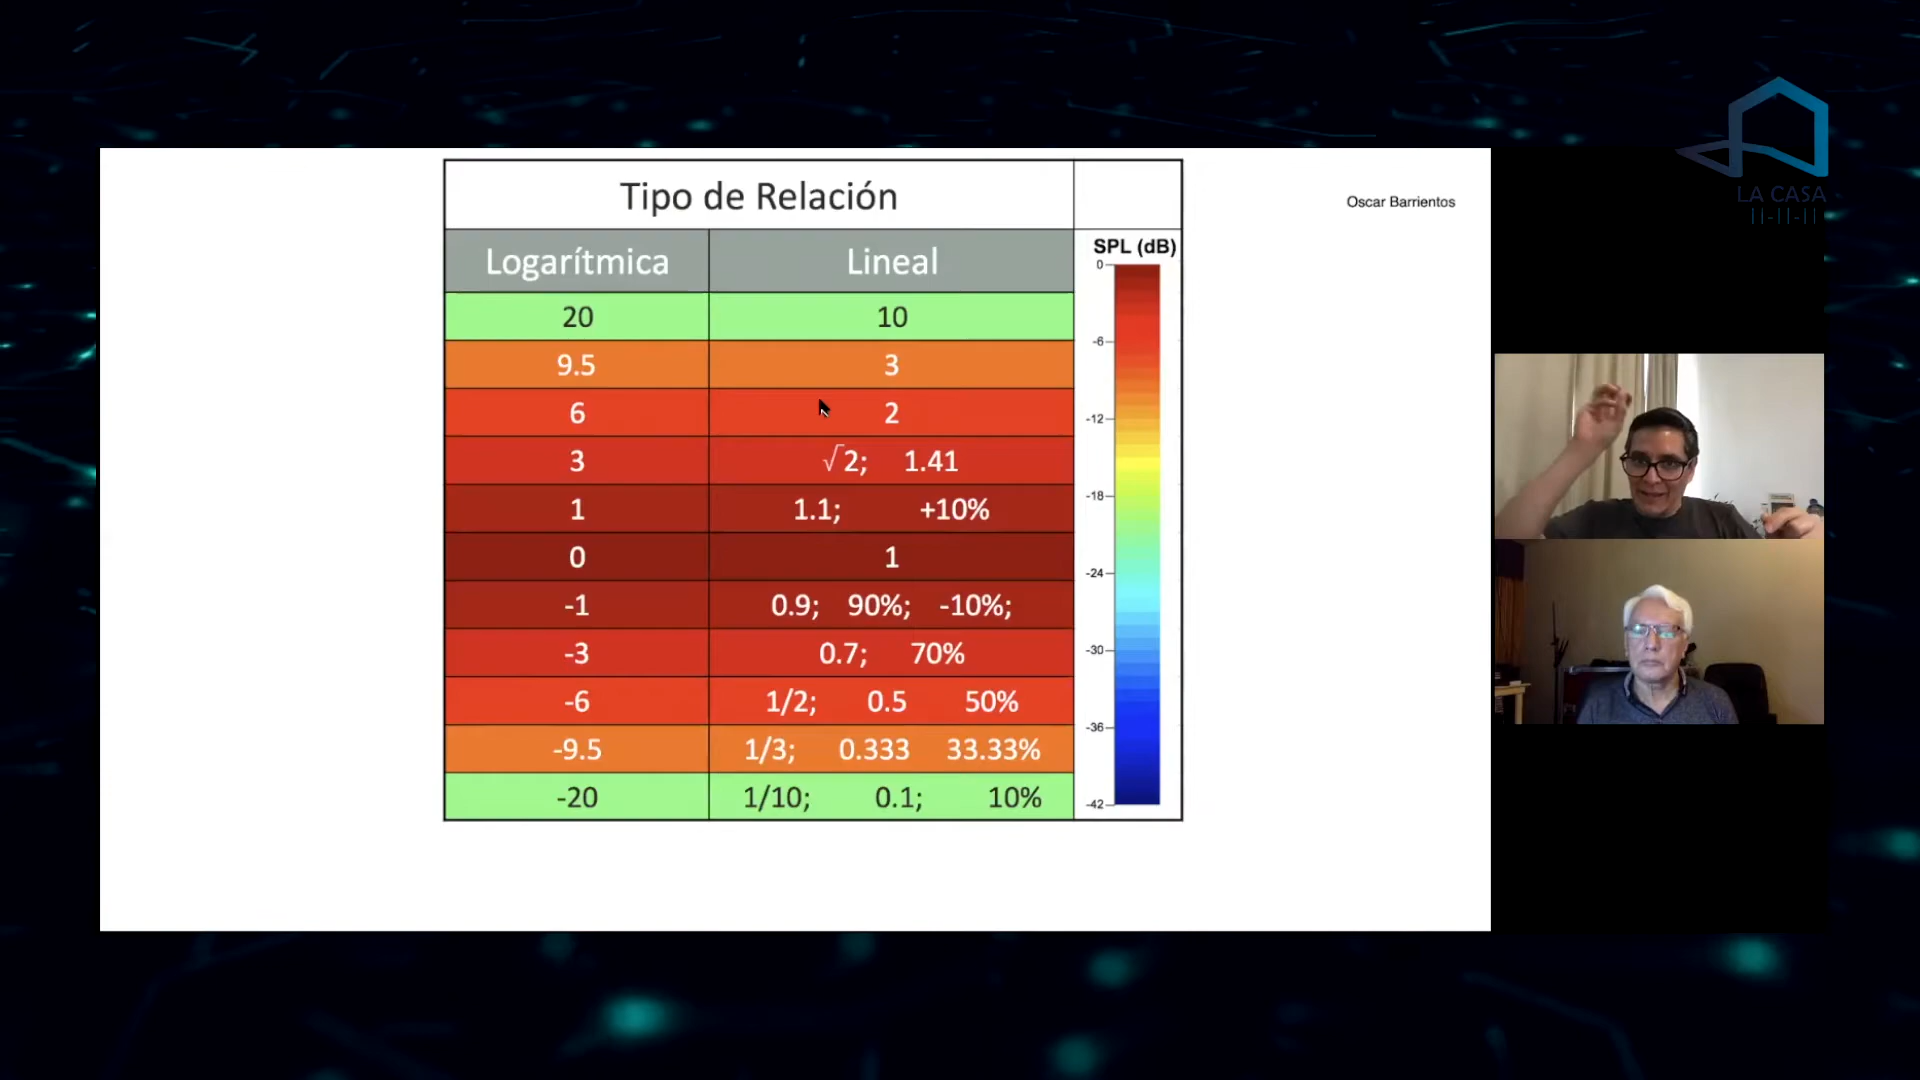 Tipo de Relación
Oscar Barrientos
LA CASA
Logarítmica Lineal
SPL (dB)
20 10
9.5 3
6 2
3 √2; 1.41
1 1.1; +10%
0 1
-1 0.9; 90%; -10%;
-3 0.7; 70%
-6 1/2; 0.5 50%
-9.5 1/3; 0.333 33.33%
-20 1/10; 0.1; 10%
0
-6
-12
-18
-24
-30
-36
-42